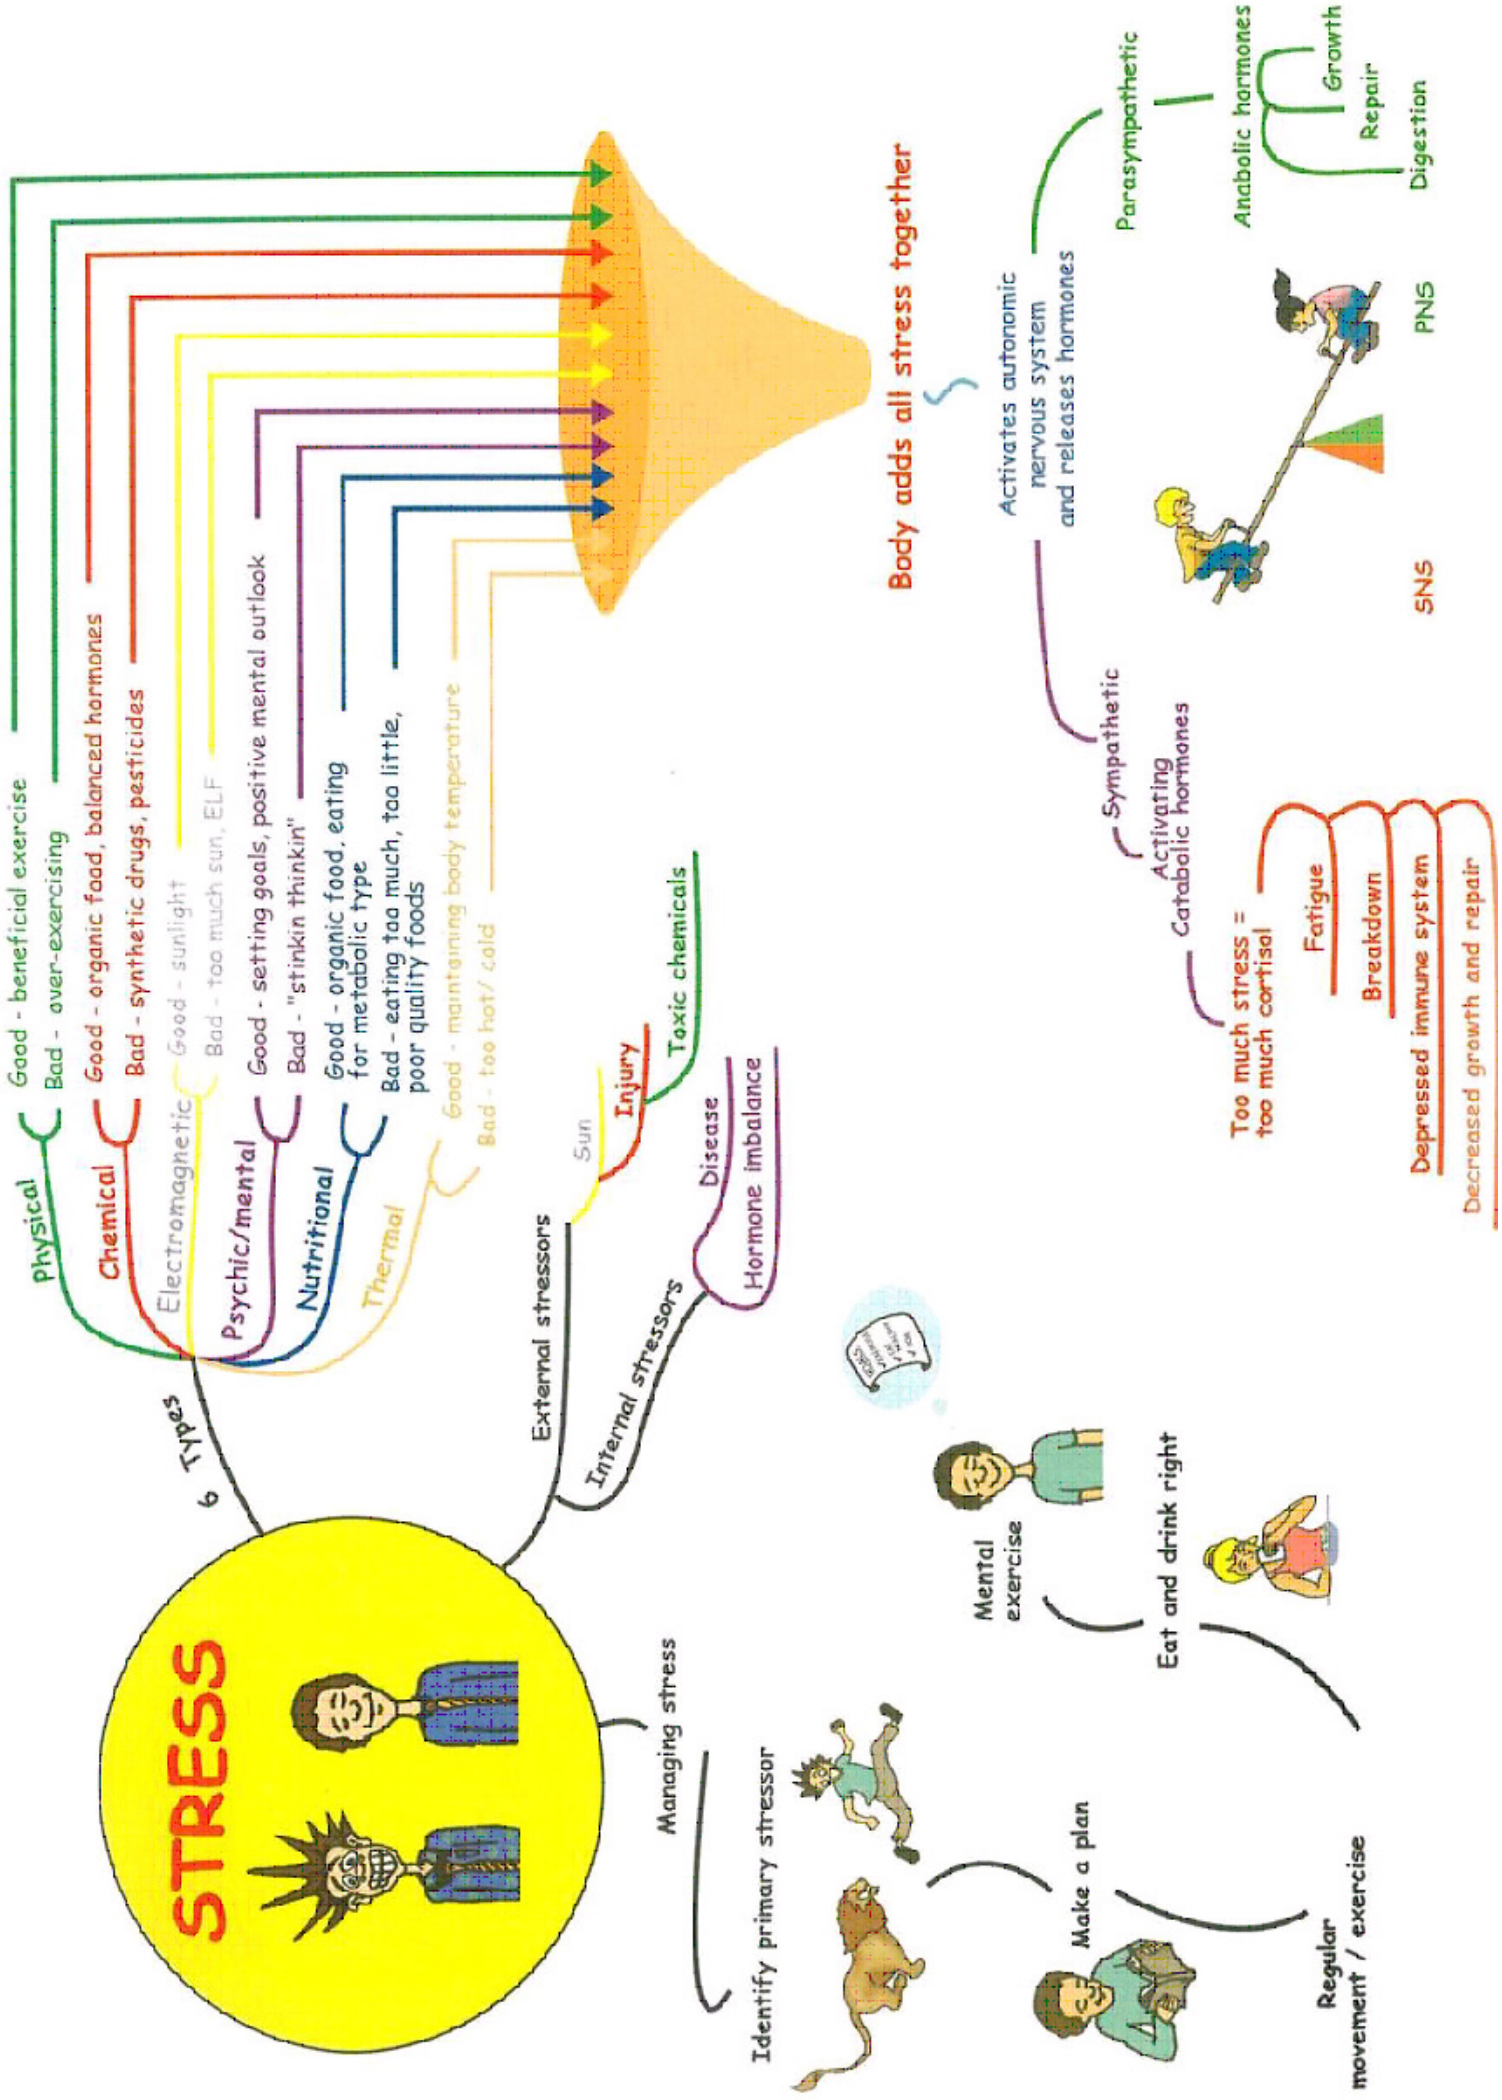 STRESS
6 Types
Physical
Good - beneficial exercise
Bad - over-exercising
Chemical
Good - organic food, balanced hormones
Bad - synthetic drugs, pesticides
Electromagnetic
Good - sunlight
Bad - too much sun, ELF
Psychic/mental
Good - setting goals, positive mental outlook
Bad - "stinkin thinkin"
Nutritional
Good - organic food, eating
for metabolic type
Bad - eating too much, too little,
poor quality foods
Thermal
Good - maintaining body temperature
Bad - too hot/ cold
External stressors
Sun
Injury
Toxic chemicals
Internal stressors
Disease
Hormone imbalance
Body adds all stress together
Activates autonomic
nervous system
and releases hormones
Parasympathetic
Anabolic hormones
Growth
Repair
Digestion
Sympathetic
Activating
Catabolic hormones
Too much stress =
too much cortisol
Fatigue
Breakdown
Depressed immune system
Decreased growth and repair
SNS
PNS
Managing stress
Identify primary stressor
Make a plan
Regular
movement / exercise
Eat and drink right
Mental
exercise
GOALS